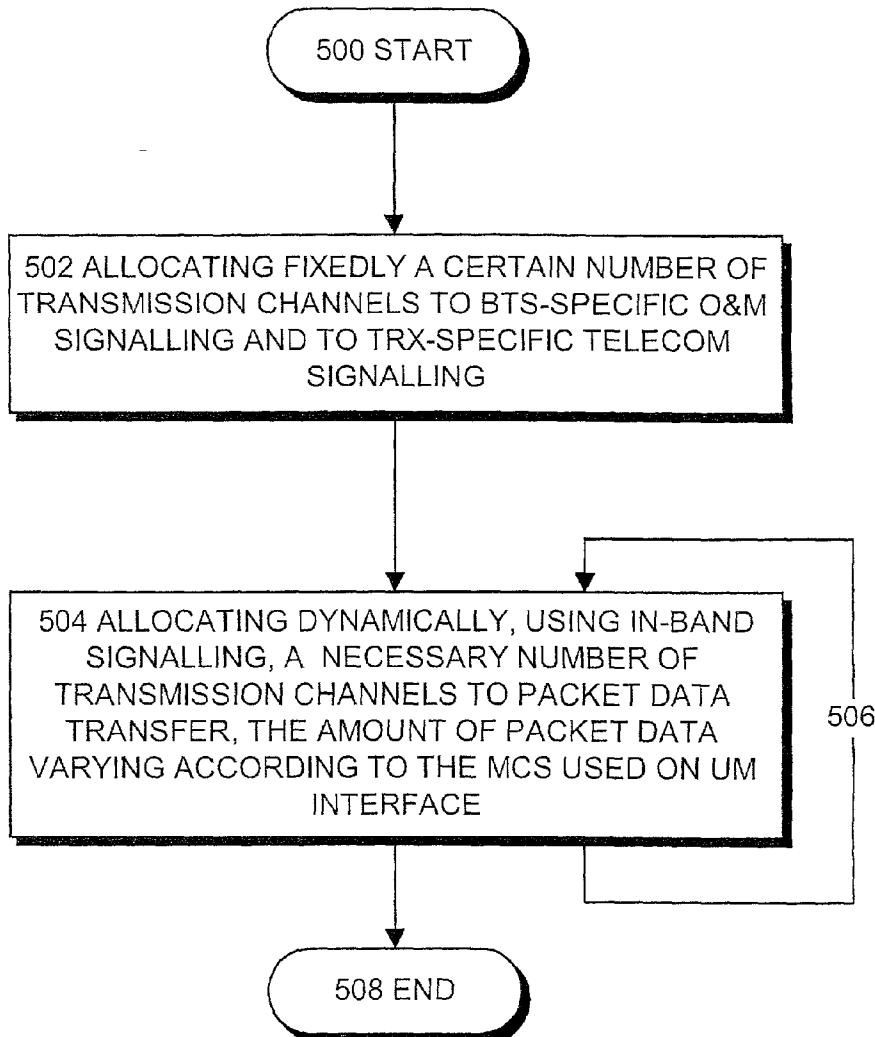 500 START
502 ALLOCATING FIXEDLY A CERTAIN NUMBER OF
TRANSMISSION CHANNELS TO BTS-SPECIFIC O&M
SIGNALLING AND TO TRX-SPECIFIC TELECOM
SIGNALLING
504 ALLOCATING DYNAMICALLY, USING IN-BAND
SIGNALLING, A NECESSARY NUMBER OF
TRANSMISSION CHANNELS TO PACKET DATA
TRANSFER, THE AMOUNT OF PACKET DATA
VARYING ACCORDING TO THE MCS USED ON UM
INTERFACE
506
508 END